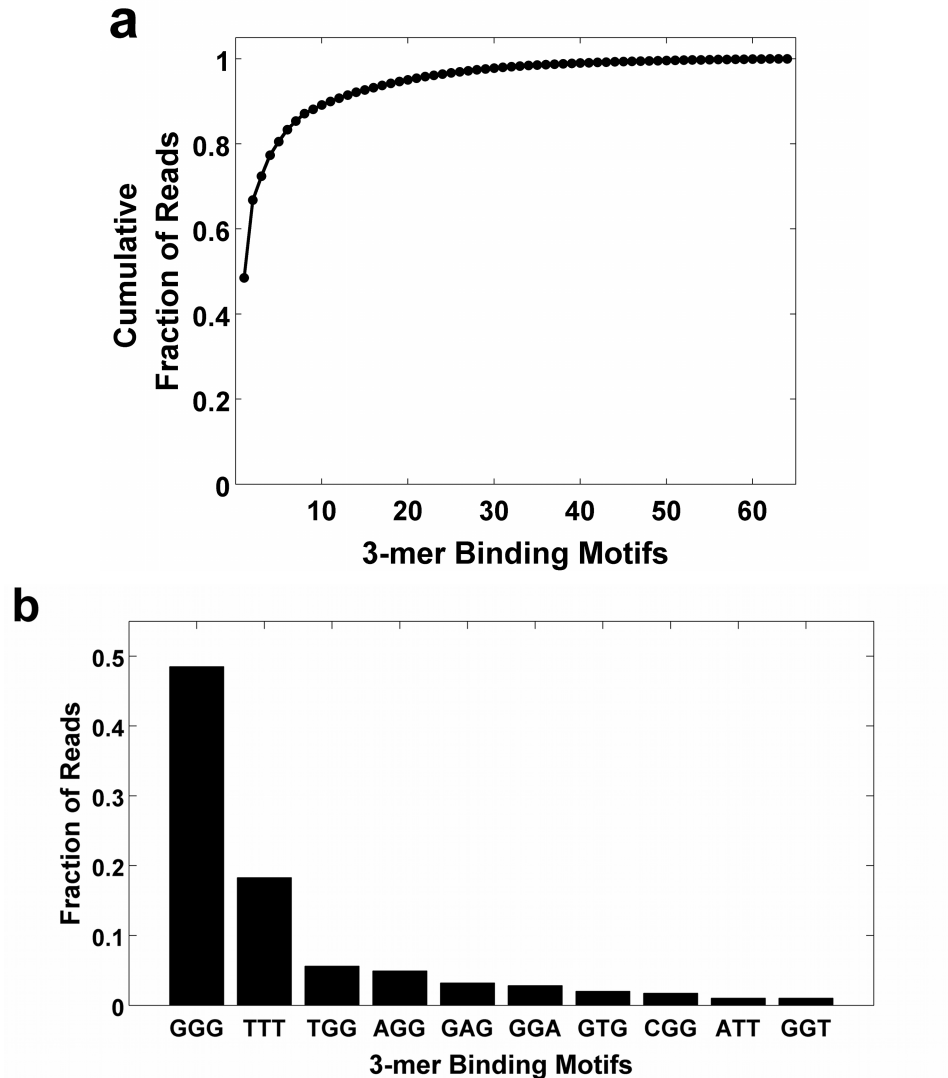 a
1
0.8
0.6
0.4
0.2
0
Cumulative
Fraction of Reads
10 20 30 40 50 60
3-mer Binding Motifs
b
0.5
0.4
0.3
0.2
0.1
0
Fraction of Reads
GGG TTT TGG AGG GAG GGA GTG CGG ATT GGT
3-mer Binding Motifs